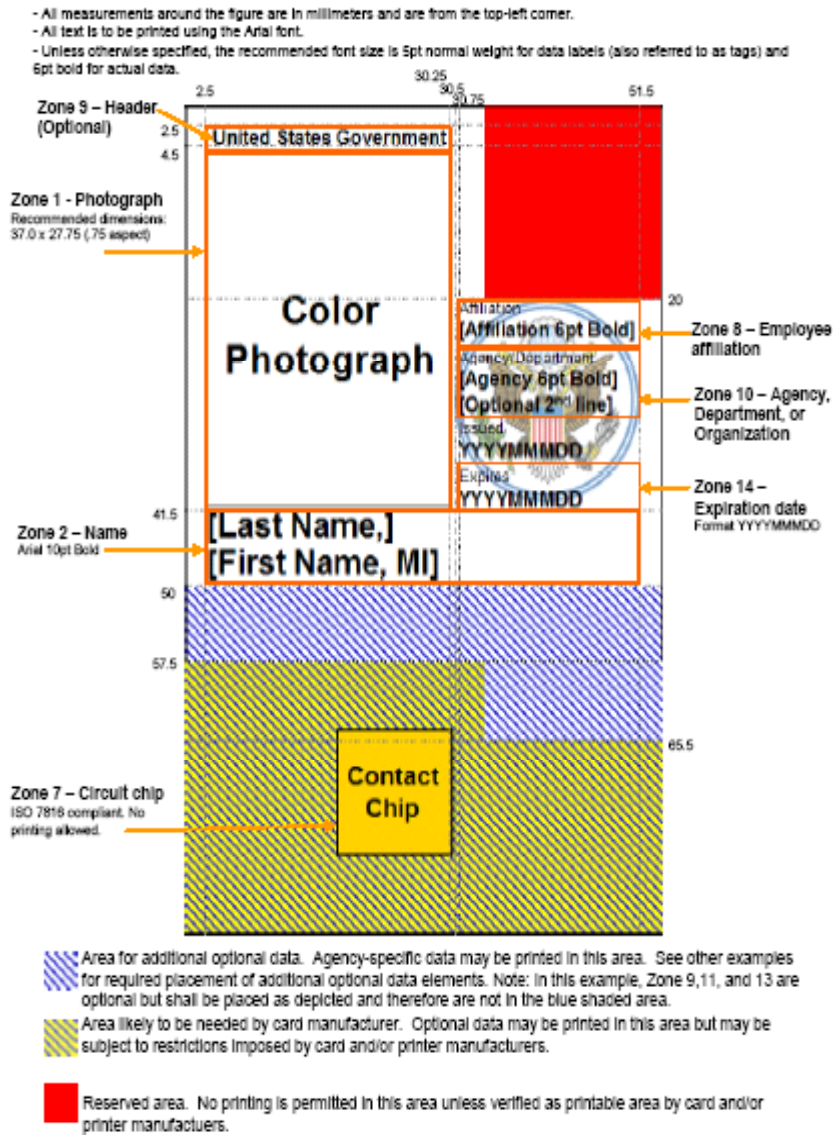 - All measurements around the figure are in millimeters and are from the top-left corner.
- All text is to be printed using the Arial font.
- Unless otherwise specified, the recommended font size is 5pt normal weight for data labels (also referred to as tags) and
6pt bold for actual data.
2.5
30.25
30.5
30.75
51.5
Zone 9 – Header
(Optional)
2.5
4.5
United States Government
Zone 1 - Photograph
Recommended dimensions:
37.0 x 27.75 (.75 aspect)
Color
Photograph
20
Affiliation
[Affiliation 6pt Bold]
Zone 8 – Employee
affiliation
Agency/Department
[Agency 6pt Bold]
[Optional 2nd line]
Zone 10 – Agency,
Department, or
Organization
Issued
YYYYMMMDD
Expires
YYYYMMMDD
Zone 14 –
Expiration date
Format YYYYMMMDD
41.5
Zone 2 – Name
Arial 10pt Bold
[Last Name,]
[First Name, MI]
50
57.5
65.5
Zone 7 – Circuit chip
ISO 7816 compliant. No
printing allowed.
Contact
Chip
Area for additional optional data. Agency-specific data may be printed in this area. See other examples
for required placement of additional optional data elements. Note: In this example, Zone 9,11, and 13 are
optional but shall be placed as depicted and therefore are not in the blue shaded area.
Area likely to be needed by card manufacturer. Optional data may be printed in this area but may be
subject to restrictions imposed by card and/or printer manufacturers.
Reserved area. No printing is permitted in this area unless verified as printable area by card and/or
printer manufactuers.